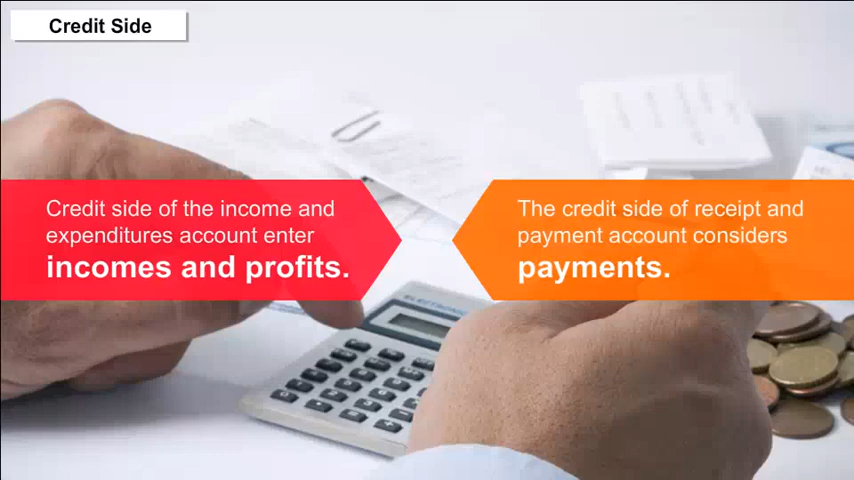 Credit Side
Credit side of the income and
expenditures account enter
incomes and profits.
The credit side of receipt and
payment account considers
payments.